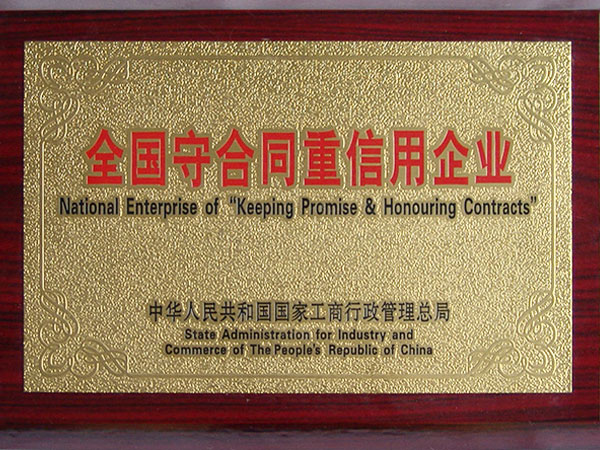 全国守合同重信用企业
National Enterprise of "Keeping Promise & Honouring Contracts"
中华人民共和国国家工商行政管理总局
State Administration for Industry and
Commerce of The People's Republic of China